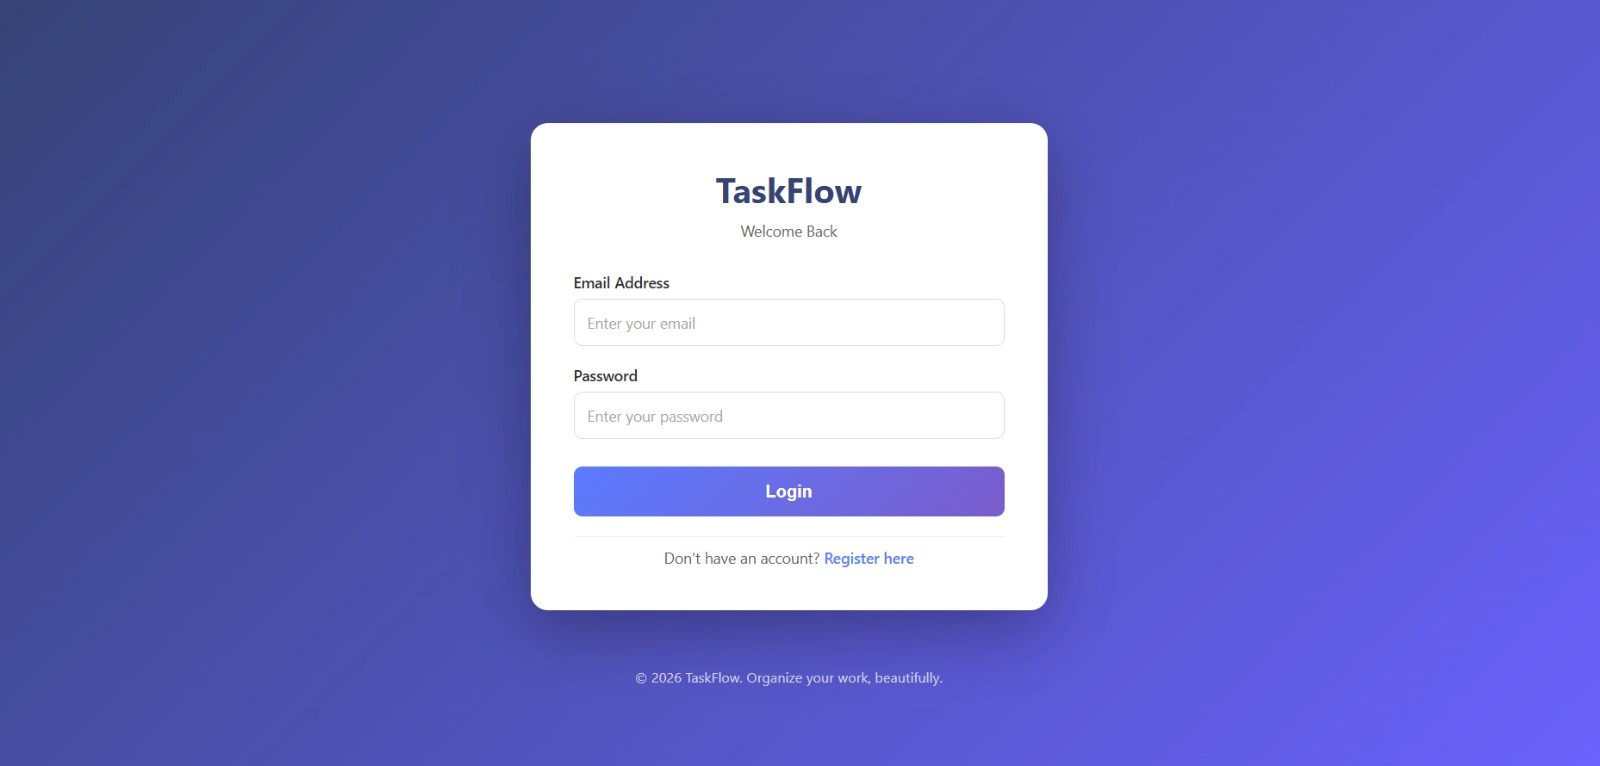 TaskFlow
Welcome Back
Email Address
Enter your email
Password
Enter your password
Login
Don't have an account? Register here
© 2026 TaskFlow. Organize your work, beautifully.